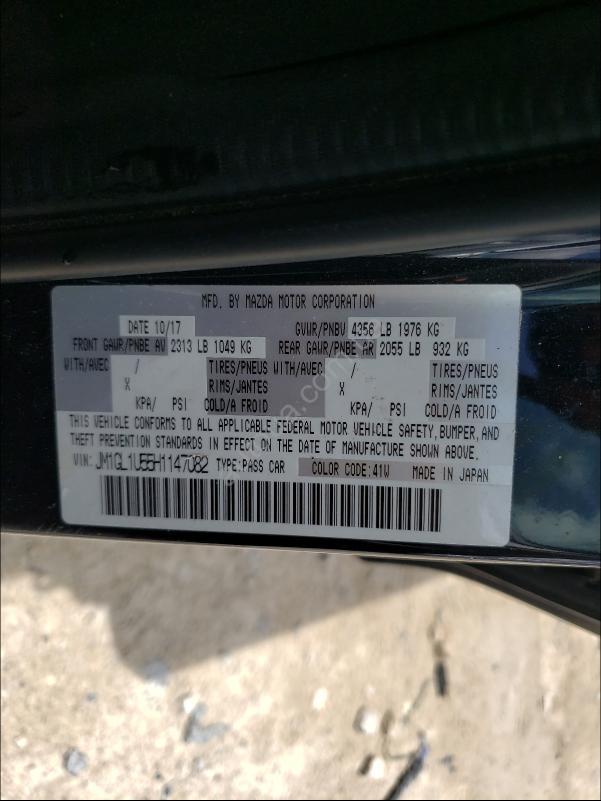 MFD. BY MAZDA MOTOR CORPORATION
DATE 10/17 GVWR/PNBV 4356 LB 1976 KG
FRONT GAWR/PNBE AV 2313 LB 1049 KG REAR GAWR/PNBE AR 2055 LB 932 KG
WITH/AVEC / TIRES/PNEUS WITH/AVEC / TIRES/PNEUS
X RIMS/JANTES X RIMS/JANTES
KPA/ PSI COLD/A FROID KPA/ PSI COLD/A FROID
THIS VEHICLE CONFORMS TO ALL APPLICABLE FEDERAL MOTOR VEHICLE SAFETY, BUMPER, AND
THEFT PREVENTION STANDARDS IN EFFECT ON THE DATE OF MANUFACTURE SHOWN ABOVE.
VIN: JM1GL1U55H1147082 TYPE:PASS CAR COLOR CODE:41W MADE IN JAPAN